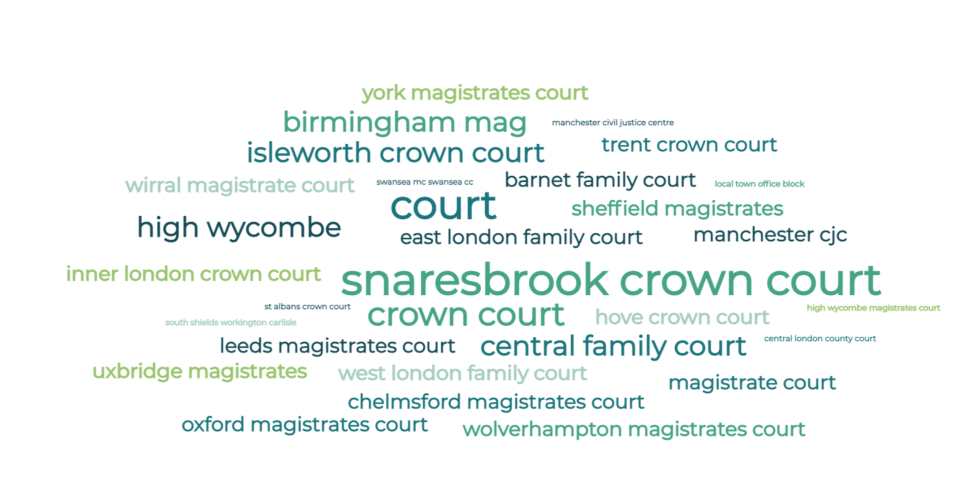 york magistrates court
birmingham mag
manchester civil justice centre
isleworth crown court
trent crown court
wirral magistrate court
swansea mc swansea cc
barnet family court
local town office block
court
sheffield magistrates
high wycombe
east london family court
manchester cjc
inner london crown court
snaresbrook crown court
st albans crown court
crown court
hove crown court
high wycombe magistrates court
south shields workington carlisle
leeds magistrates court
central family court
central london county court
uxbridge magistrates
west london family court
magistrate court
chelmsford magistrates court
oxford magistrates court
wolverhampton magistrates court